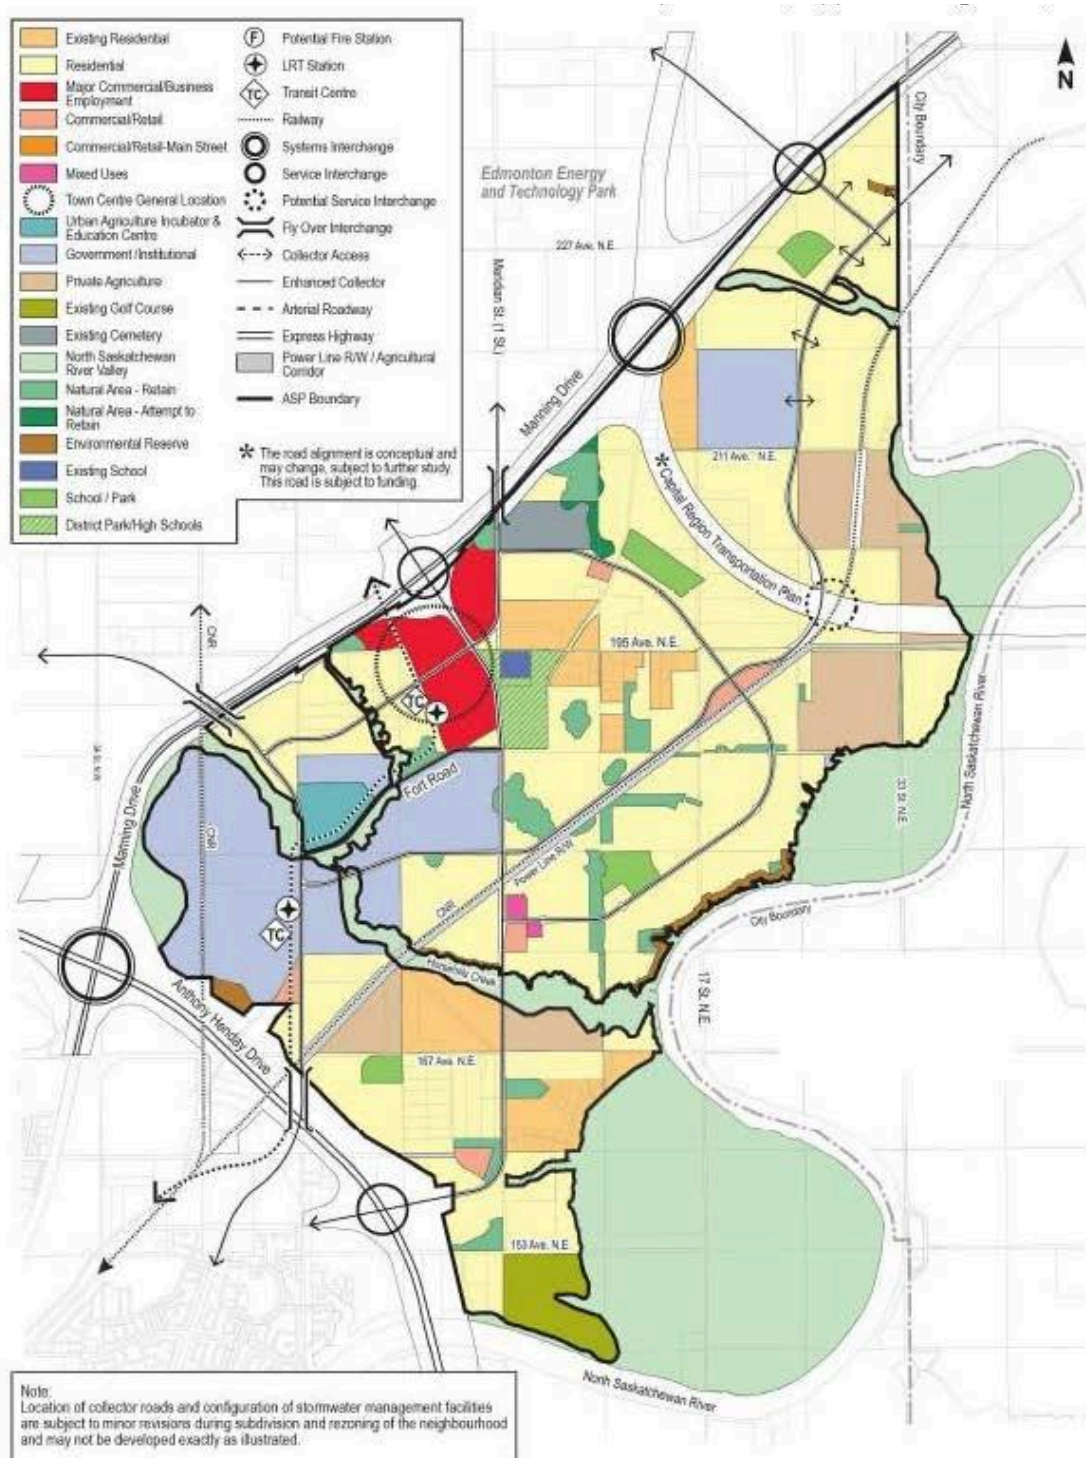 Existing Residential
Residential
Major Commercial/Business
Employment
Commercial/Retail
Commercial/Retail-Main Street
Mixed Uses
Town Centre General Location
Urban Agriculture Incubator &
Education Centre
Government /Institutional
Private Agriculture
Existing Golf Course
Existing Cemetery
North Saskatchewan
River Valley
Natural Area - Retain
Natural Area - Attempt to
Retain
Environmental Reserve
Existing School
School / Park
District Park/High Schools
F Potential Fire Station
LRT Station
TC Transit Centre
Railway
Systems Interchange
Service Interchange
Potential Service Interchange
Fly Over Interchange
Collector Access
Enhanced Collector
Arterial Roadway
Express Highway
Power Line R/W / Agricultural
Corridor
ASP Boundary
* The road alignment is conceptual and
may change, subject to further study.
This road is subject to funding.
N
City Boundary
Edmonton Energy
and Technology Park
227 Ave. N.E.
Meridian St. (1 St.)
Manning Drive
211 Ave. N.E.
* Capital Region Transportation Plan
195 Ave. N.E.
CNR
TC
Fort Road
North Saskatchewan River
33 St. N.E.
Manning Drive
CNR
Power Line R/W
CNR
TC
City Boundary
Horsehills Creek
17 St. N.E.
Anthony Henday Drive
167 Ave. N.E.
153 Ave. N.E.
North Saskatchewan River
Note:
Location of collector roads and configuration of stormwater management facilities
are subject to minor revisions during subdivision and rezoning of the neighbourhood
and may not be developed exactly as illustrated.